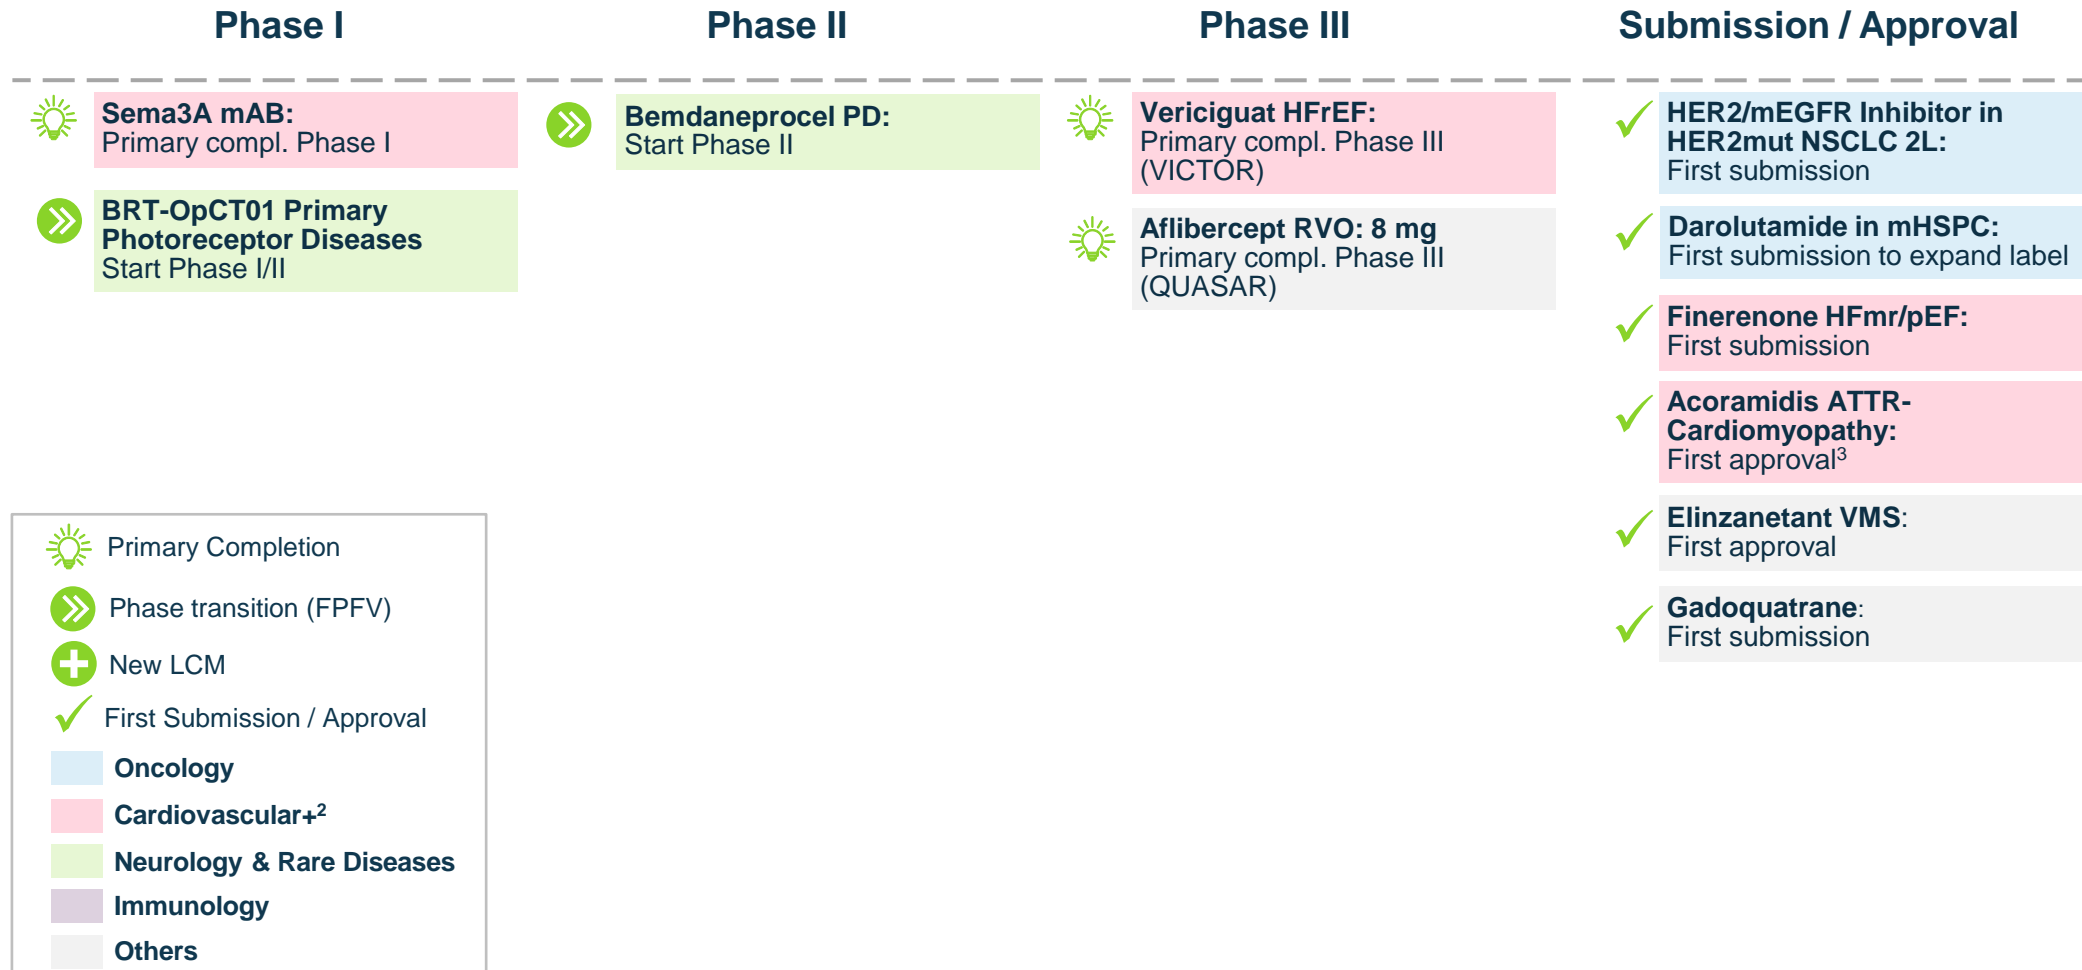 Phase I
Phase II
Phase III
Submission / Approval
Sema3A mAB:
Primary compl. Phase I
BRT-OpCT01 Primary
Photoreceptor Diseases
Start Phase I/II
Bemdaneprocel PD:
Start Phase II
Vericiguat HFrEF:
Primary compl. Phase III
(VICTOR)
Aflibercept RVO: 8 mg
Primary compl. Phase III
(QUASAR)
HER2/mEGFR Inhibitor in
HER2mut NSCLC 2L:
First submission
Darolutamide in mHSPC:
First submission to expand label
Finerenone HFmr/pEF:
First submission
Acoramidis ATTR-
Cardiomyopathy:
First approval³
Elinzanetant VMS:
First approval
Gadoquatrane:
First submission
Primary Completion
Phase transition (FPFV)
New LCM
First Submission / Approval
Oncology
Cardiovascular+²
Neurology & Rare Diseases
Immunology
Others